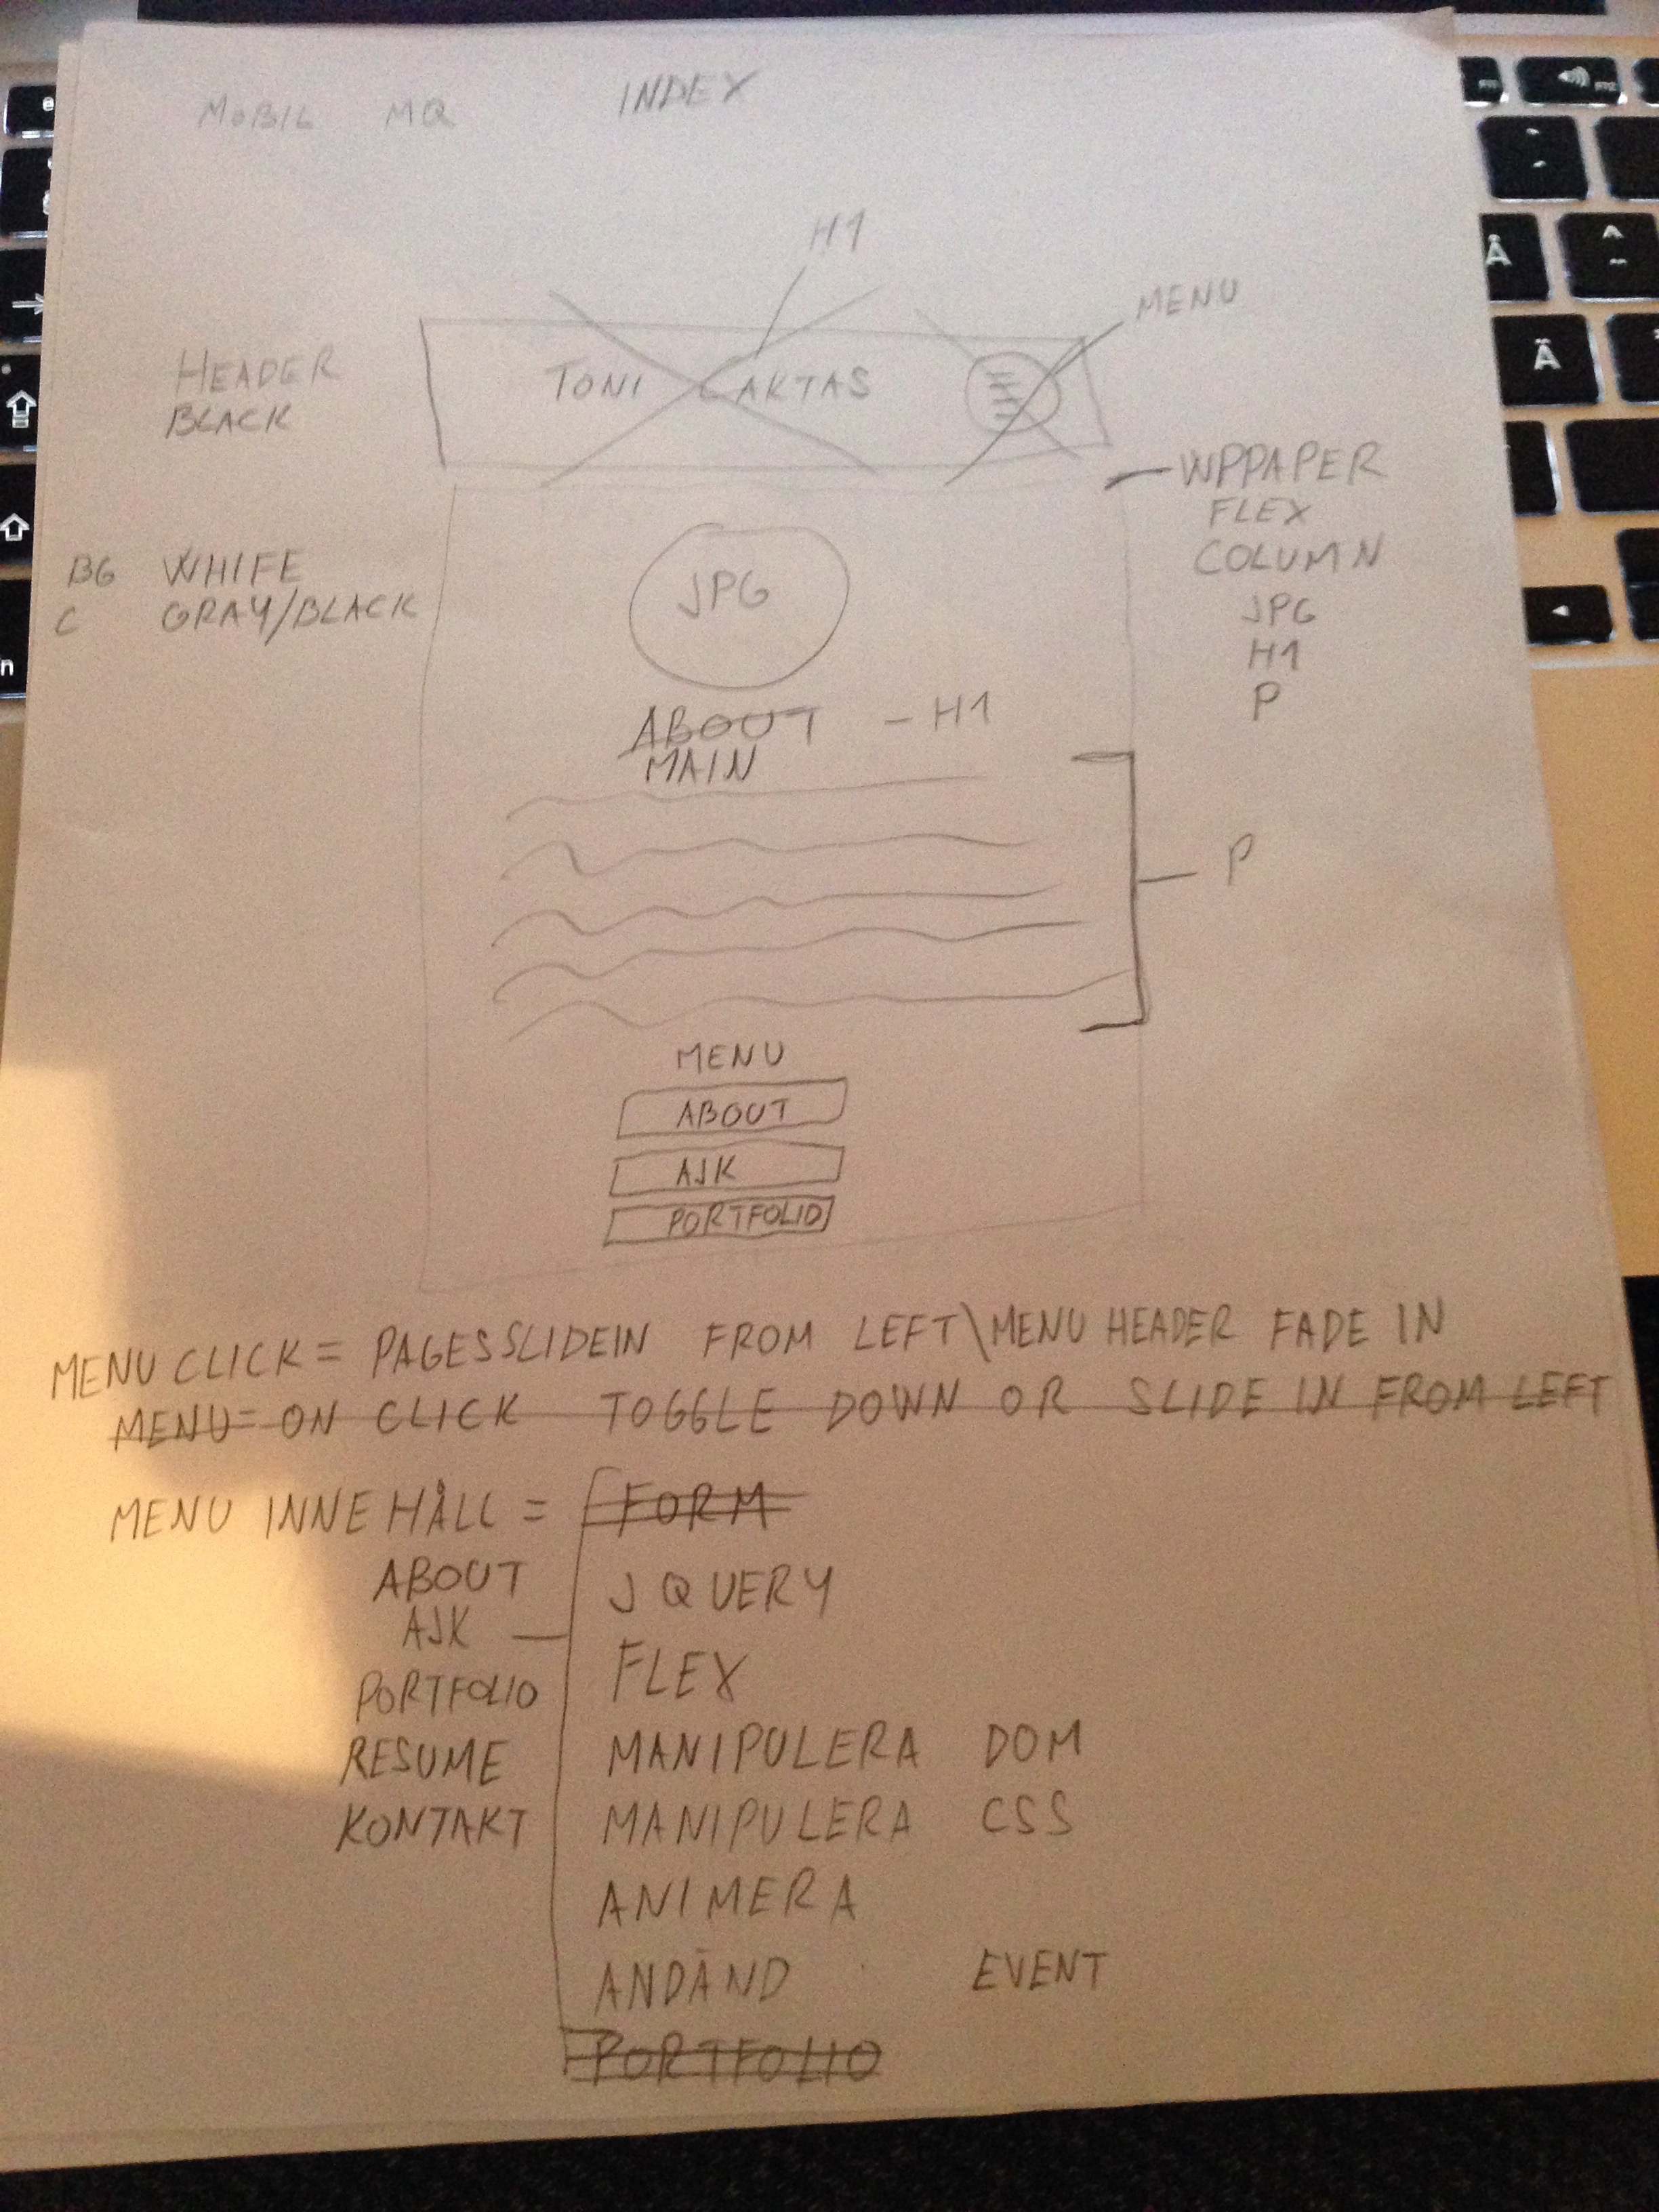 MOBIL MQ INDEX
H1
MENU
HEADER
BLACK
TONI LAKTAS
WPPAPER
FLEX
COLUMN
JPG
H1
P
BG WHIFE
C GRAY/BLACK
JPG
ABOUT - H1
MAIN
P
MENU
ABOUT
AJK
PORTFOLIO
MENU CLICK = PAGESSLIDEIN FROM LEFT\MENU HEADER FADE IN
MENU= ON CLICK TOGGLE DOWN OR SLIDE IN FROM LEFT
MENU INNEHÅLL =
ABOUT
AJK
PORTFOLIO
RESUME
KONTAKT
FORM
JQUERY
FLEX
MANIPULERA DOM
MANIPULERA CSS
ANIMERA
ANDÄND EVENT
PORTFOLIO